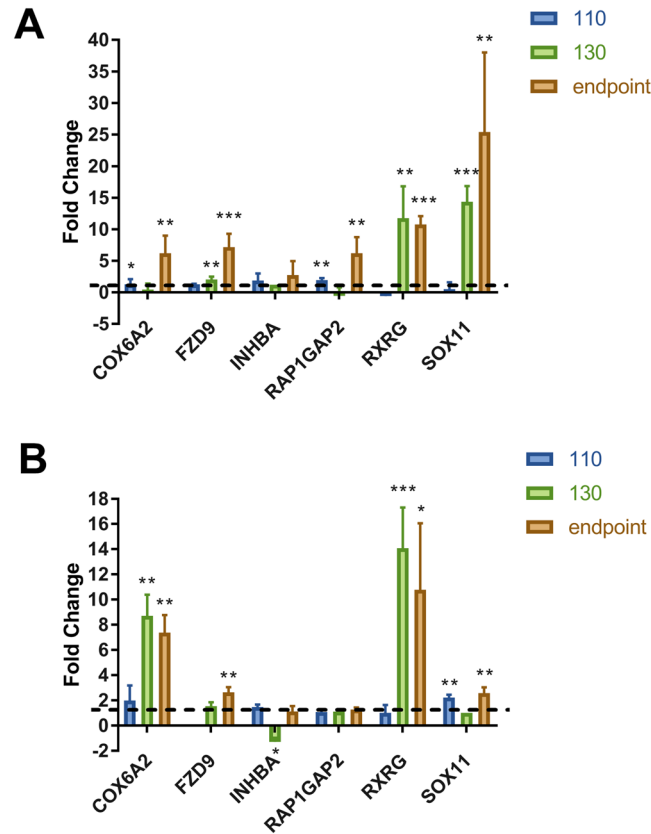 A
110
130
endpoint
Fold Change
40
35
30
25
20
15
10
5
0
-5
*
**
**
***
**
**
**
***
***
**
COX6A2
FZD9
INHBA
RAP1GAP2
RXRG
SOX11
B
110
130
endpoint
Fold Change
18
16
14
12
10
8
6
4
2
0
-2
**
**
**
*
***
*
**
**
COX6A2
FZD9
INHBA
RAP1GAP2
RXRG
SOX11